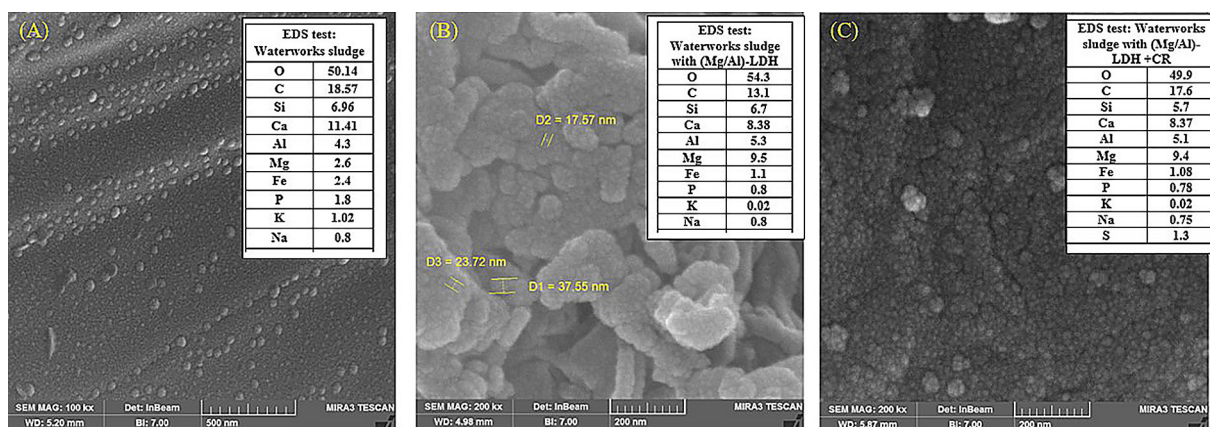 (A)
EDS test:
Waterworks sludge
O 50.14
C 18.57
Si 6.96
Ca 11.41
Al 4.3
Mg 2.6
Fe 2.4
P 1.8
K 1.02
Na 0.8
SEM MAG: 100 kx Det: InBeam MIRA3 TESCAN
WD: 5.20 mm BI: 7.00 500 nm
(B)
EDS test:
Waterworks sludge
with (Mg/Al)-LDH
O 54.3
C 13.1
Si 6.7
Ca 8.38
Al 5.3
Mg 9.5
Fe 1.1
P 0.8
K 0.02
Na 0.8
D2 = 17.57 nm
D3 = 23.72 nm
D1 = 37.55 nm
SEM MAG: 200 kx Det: InBeam MIRA3 TESCAN
WD: 4.98 mm BI: 7.00 200 nm
(C)
EDS test: Waterworks
sludge with (Mg/Al)-
LDH +CR
O 49.9
C 17.6
Si 5.7
Ca 8.37
Al 5.1
Mg 9.4
Fe 1.08
P 0.78
K 0.02
Na 0.75
S 1.3
SEM MAG: 200 kx Det: InBeam MIRA3 TESCAN
WD: 5.87 mm BI: 7.00 200 nm